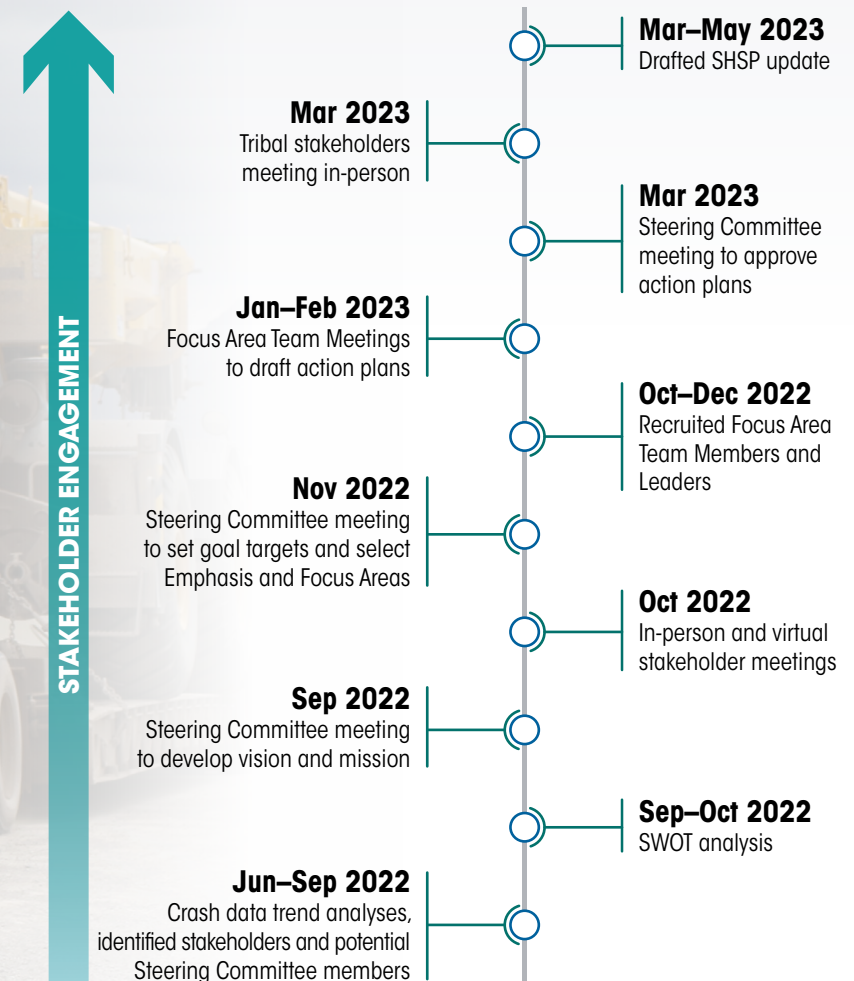 Mar–May 2023
Drafted SHSP update
Mar 2023
Tribal stakeholders
meeting in-person
Mar 2023
Steering Committee
meeting to approve
action plans
Jan–Feb 2023
Focus Area Team Meetings
to draft action plans
Oct–Dec 2022
Recruited Focus Area
Team Members and
Leaders
Nov 2022
Steering Committee meeting
to set goal targets and select
Emphasis and Focus Areas
Oct 2022
In-person and virtual
stakeholder meetings
Sep 2022
Steering Committee meeting
to develop vision and mission
Sep–Oct 2022
SWOT analysis
Jun–Sep 2022
Crash data trend analyses,
identified stakeholders and potential
Steering Committee members
STAKEHOLDER ENGAGEMENT